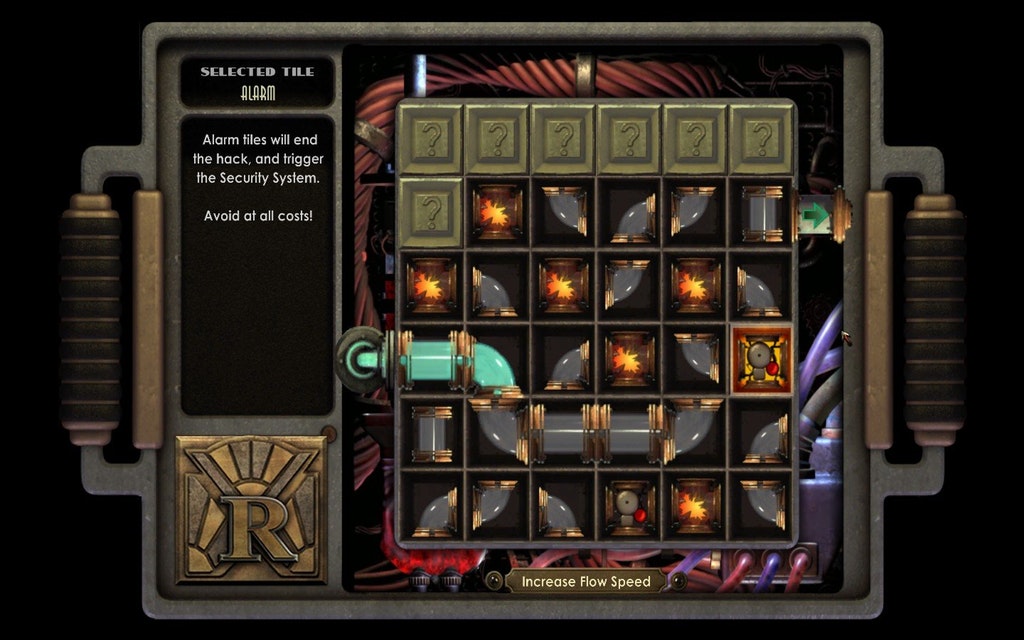 SELECTED TILE
ALARM
Alarm tiles will end
the hack, and trigger
the Security System.
Avoid at all costs!
? ? ? ? ? ?
?
R
Increase Flow Speed